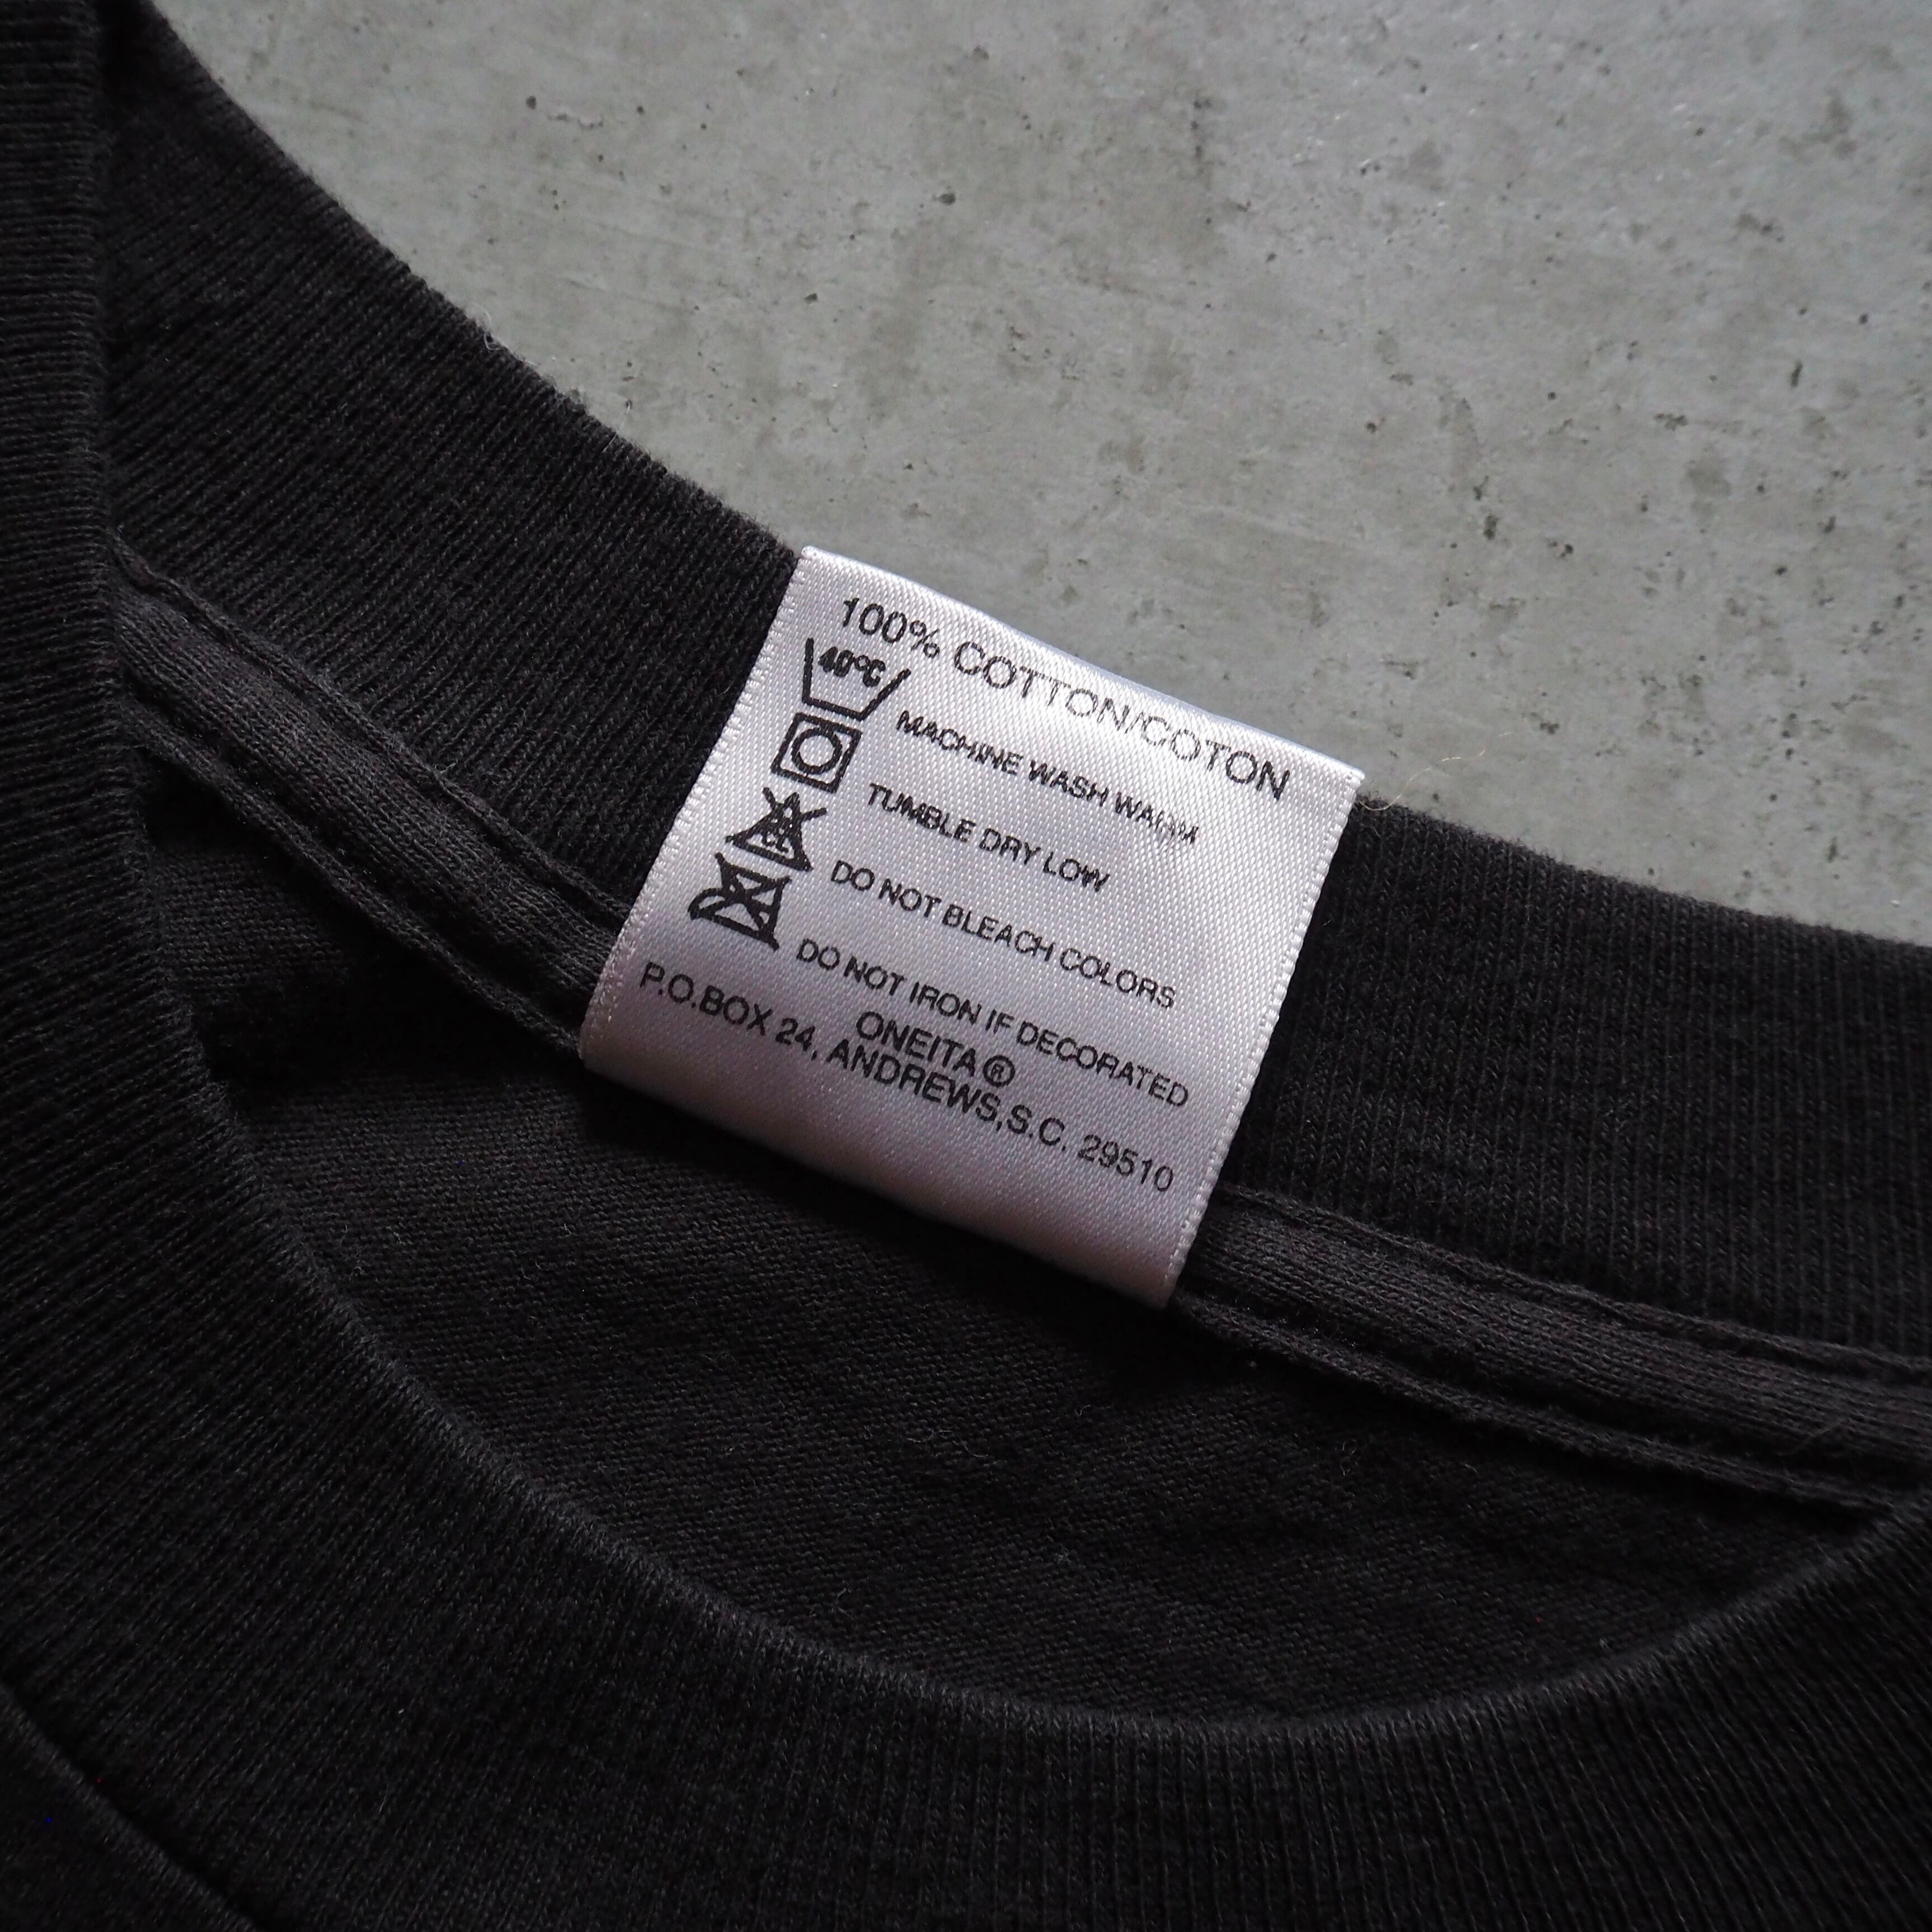 100% COTTON/COTON
40°C
MACHINE WASH WARM
TUMBLE DRY LOW
DO NOT BLEACH COLORS
DO NOT IRON IF DECORATED
ONEITA®
P.O.BOX 24, ANDREWS,S.C. 29510